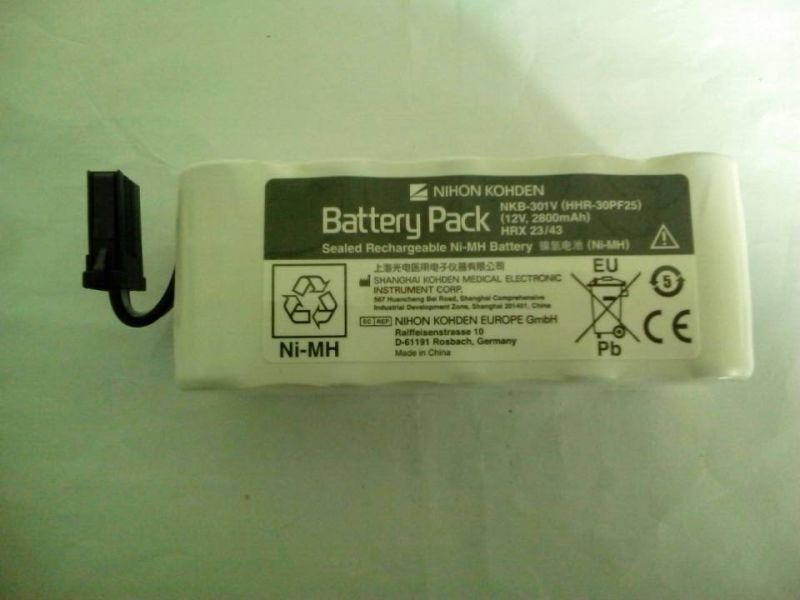 NIHON KOHDEN
Battery Pack
NKB-301V (HHR-30PF25)
(12V, 2800mAh)
HRX 23/43
Sealed Rechargeable Ni-MH Battery 镍氢电池 (Ni-MH)
Ni-MH
上海光电医用电子仪器有限公司
SHANGHAI KOHDEN MEDICAL ELECTRONIC
INSTRUMENT CORP.
567 Huancheng Bei Road, Shanghai Comprehensive
Industrial Development Zone, Shanghai 201401, China
EC REP NIHON KOHDEN EUROPE GmbH
Raiffeisenstrasse 10
D-61191 Rosbach, Germany
Made in China
EU
Pb
5
CE